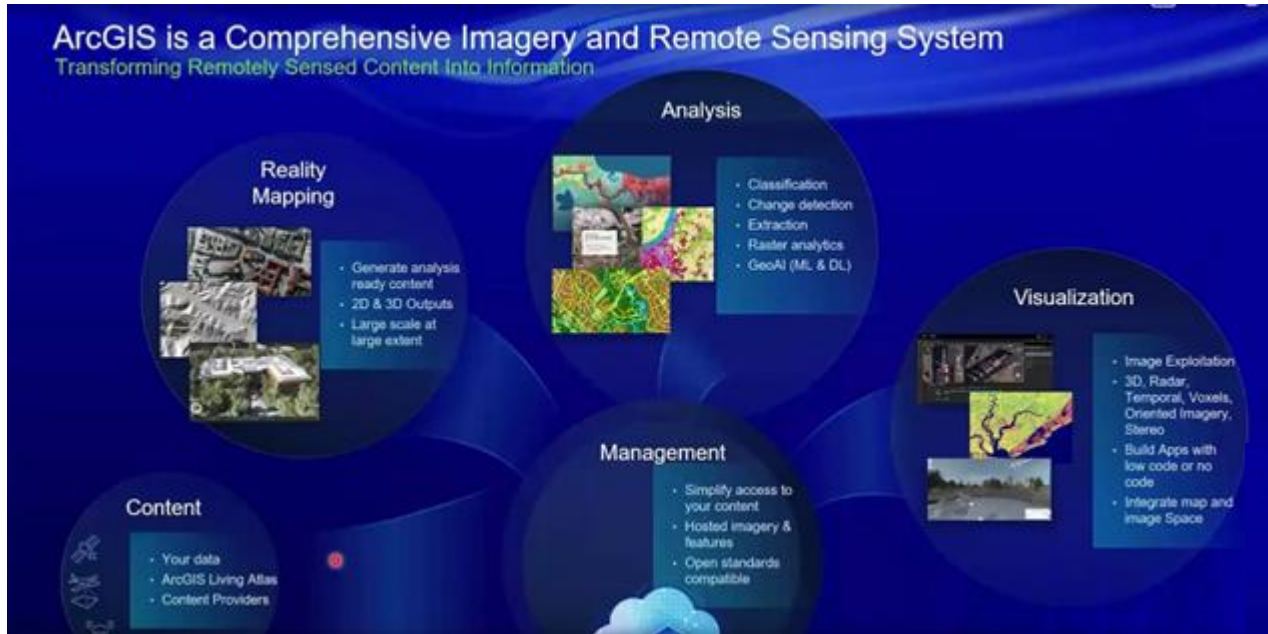 ArcGIS is a Comprehensive Imagery and Remote Sensing System
Transforming Remotely Sensed Content Into Information
Reality
Mapping
• Generate analysis
ready content
• 2D & 3D Outputs
• Large scale at
large extent
Analysis
• Classification
• Change detection
• Extraction
• Raster analytics
• GeoAI (ML & DL)
Visualization
• Image Exploitation
• 3D, Radar,
Temporal, Voxels,
Oriented Imagery,
Stereo
• Build Apps with
low code or no
code
• Integrate map and
image Space
Management
• Simplify access to
your content
• Hosted imagery &
features
• Open standards
compatible
Content
• Your data
• ArcGIS Living Atlas
• Content Providers